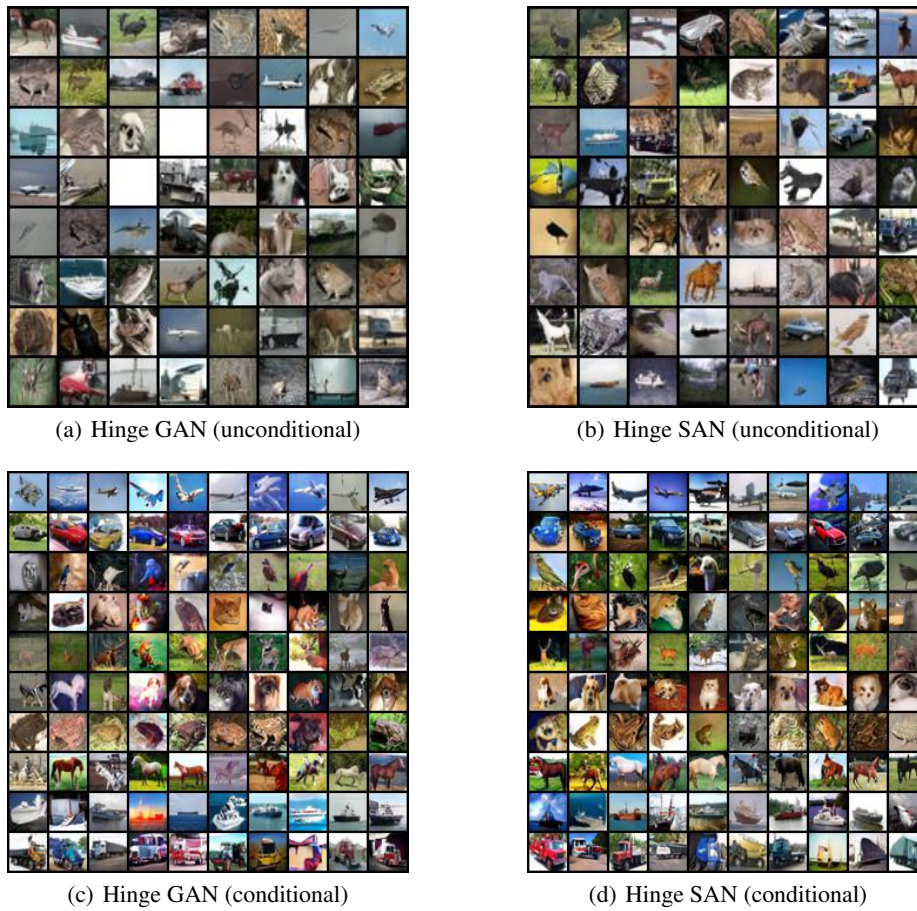 (a) Hinge GAN (unconditional)
(b) Hinge SAN (unconditional)
(c) Hinge GAN (conditional)
(d) Hinge SAN (conditional)